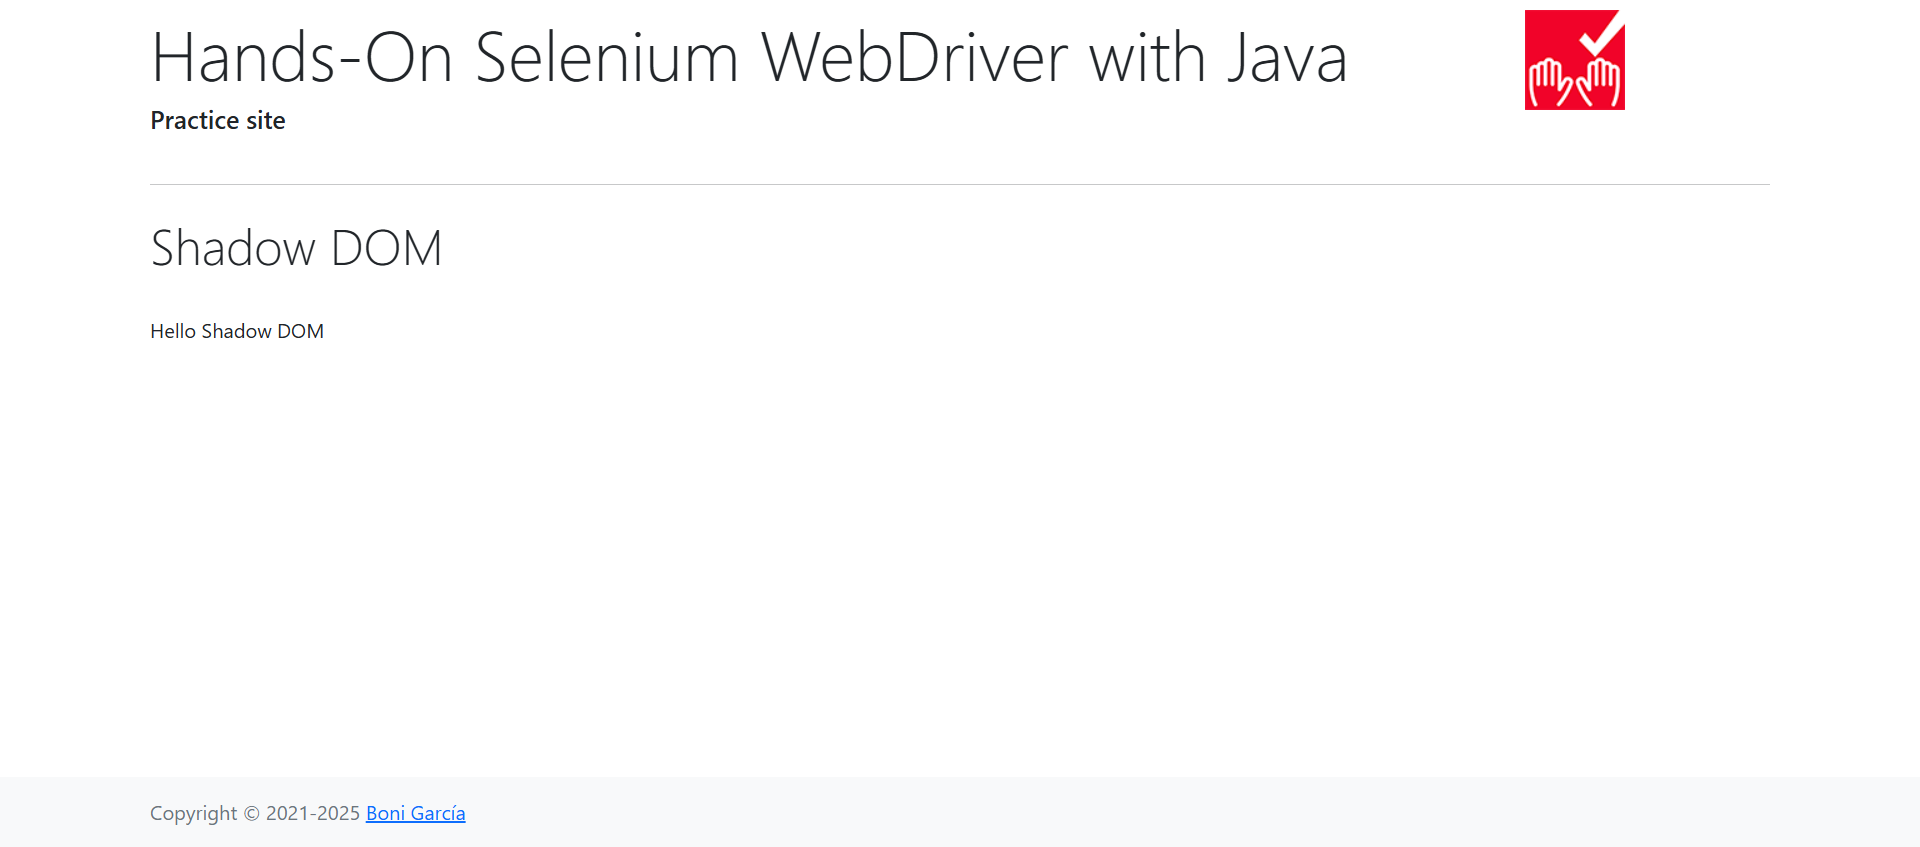 Hands-On Selenium WebDriver with Java
Practice site
Shadow DOM
Hello Shadow DOM
Copyright © 2021-2025 Boni García